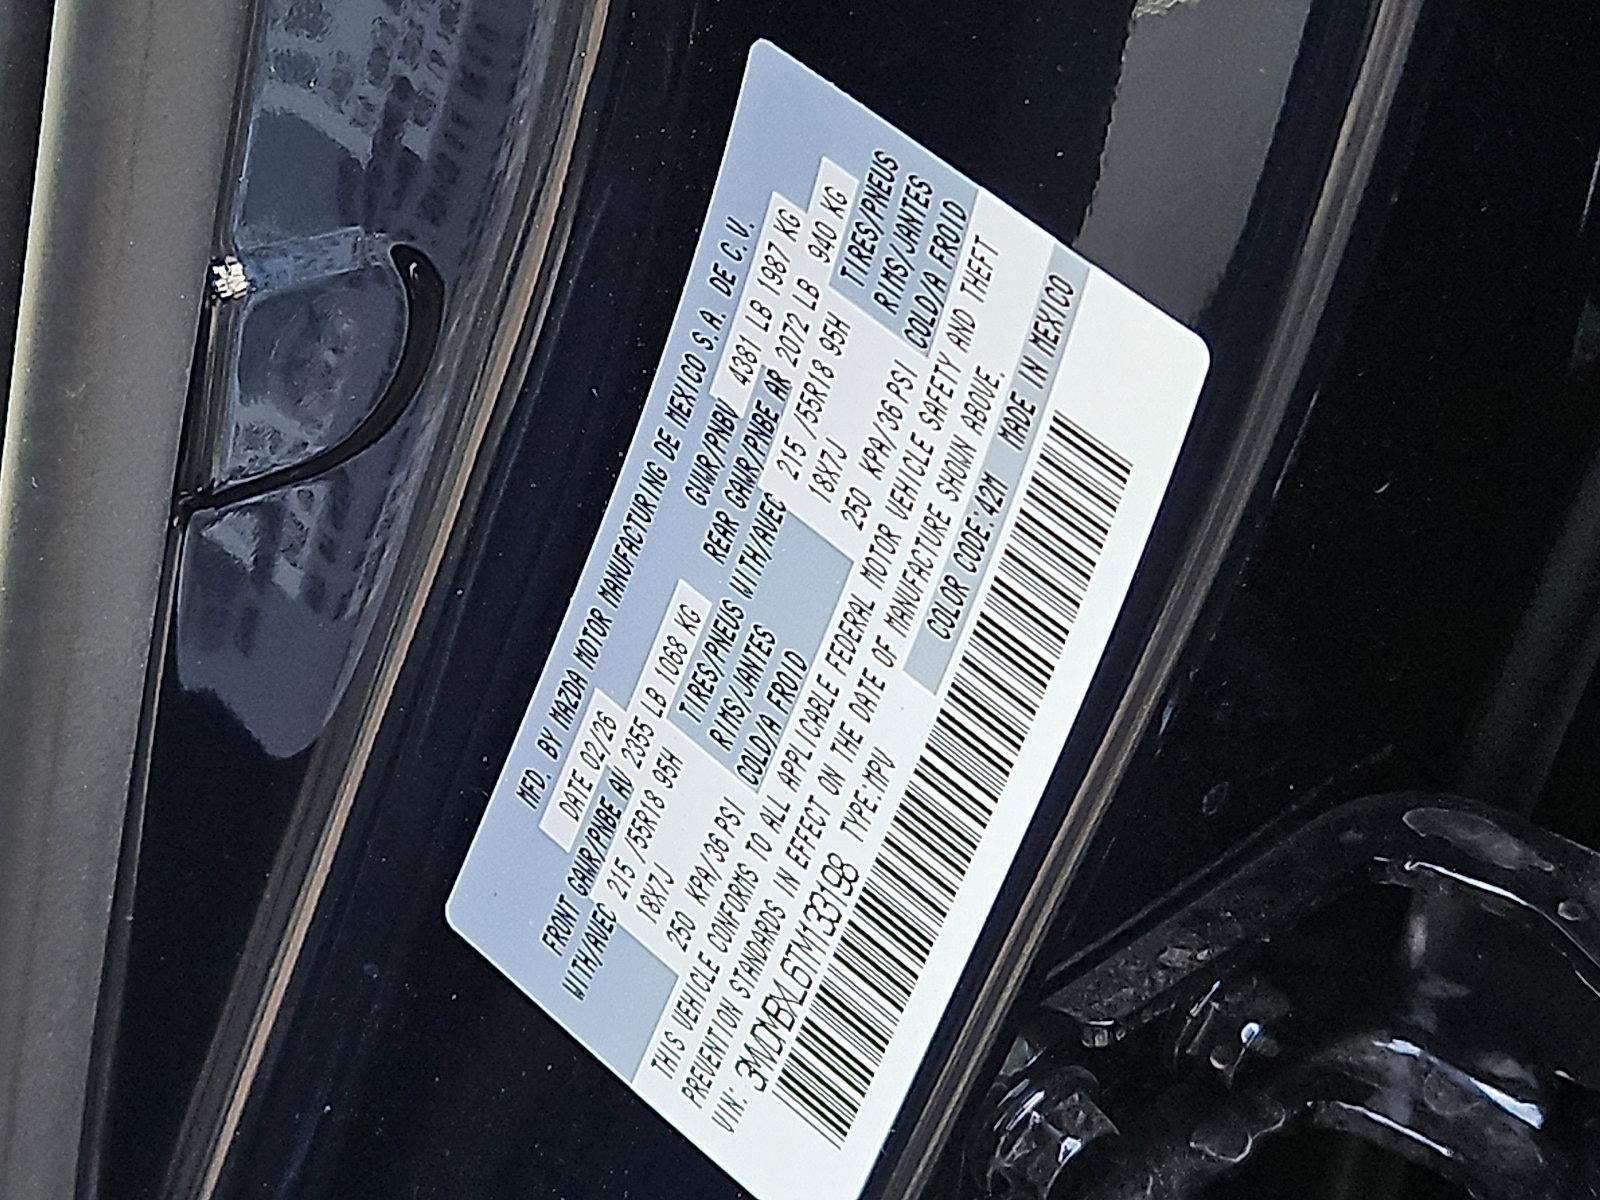 MFD. BY MAZDA MOTOR MANUFACTURING DE MEXICO S.A. DE C.V.
DATE 02/26 GVWR/PNBV 4381 LB 1987 KG
FRONT GAWR/PNBE AV 2355 LB 1068 KG REAR GAWR/PNBE AR 2072 LB 940 KG
WITH/AVEC 215 /55R18 95H TIRES/PNEUS WITH/AVEC 215 /55R18 95H TIRES/PNEUS
18X7J RIMS/JANTES 18X7J RIMS/JANTES
250 KPA/36 PSI COLD/A FROID 250 KPA/36 PSI COLD/A FROID
THIS VEHICLE CONFORMS TO ALL APPLICABLE FEDERAL MOTOR VEHICLE SAFETY AND THEFT
PREVENTION STANDARDS IN EFFECT ON THE DATE OF MANUFACTURE SHOWN ABOVE.
VIN: 3MVDMBXL6TM133198 TYPE:MPV COLOR CODE:42M MADE IN MEXICO